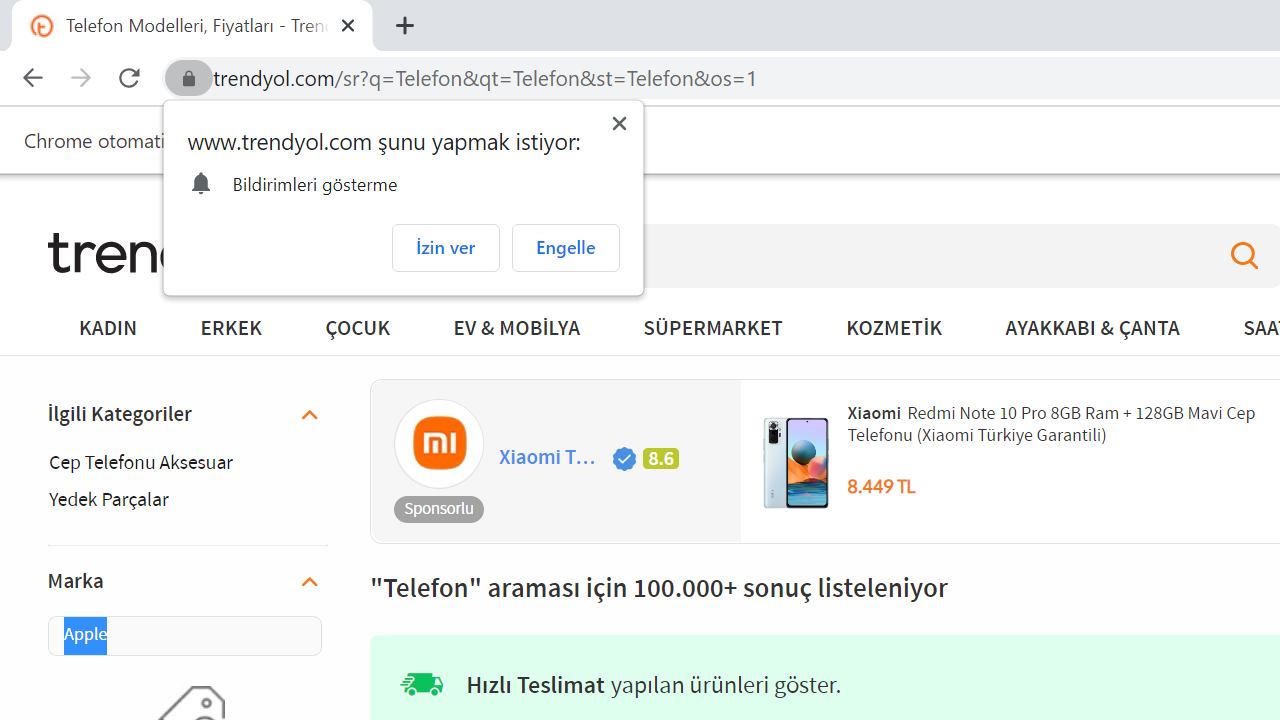 Telefon Modelleri, Fiyatları - Tren
trendyol.com/sr?q=Telefon&qt=Telefon&st=Telefon&os=1
Chrome otomati
www.trendyol.com şunu yapmak istiyor:
Bildirimleri gösterme
İzin ver
Engelle
tren
KADIN ERKEK ÇOCUK EV & MOBİLYA SÜPERMARKET KOZMETİK AYAKKABI & ÇANTA SAAT
İlgili Kategoriler
Cep Telefonu Aksesuar
Yedek Parçalar
Marka
Apple
mi
Xiaomi T... 8.6
Sponsorlu
Xiaomi Redmi Note 10 Pro 8GB Ram + 128GB Mavi Cep
Telefonu (Xiaomi Türkiye Garantili)
8.449 TL
"Telefon" araması için 100.000+ sonuç listeleniyor
Hızlı Teslimat yapılan ürünleri göster.